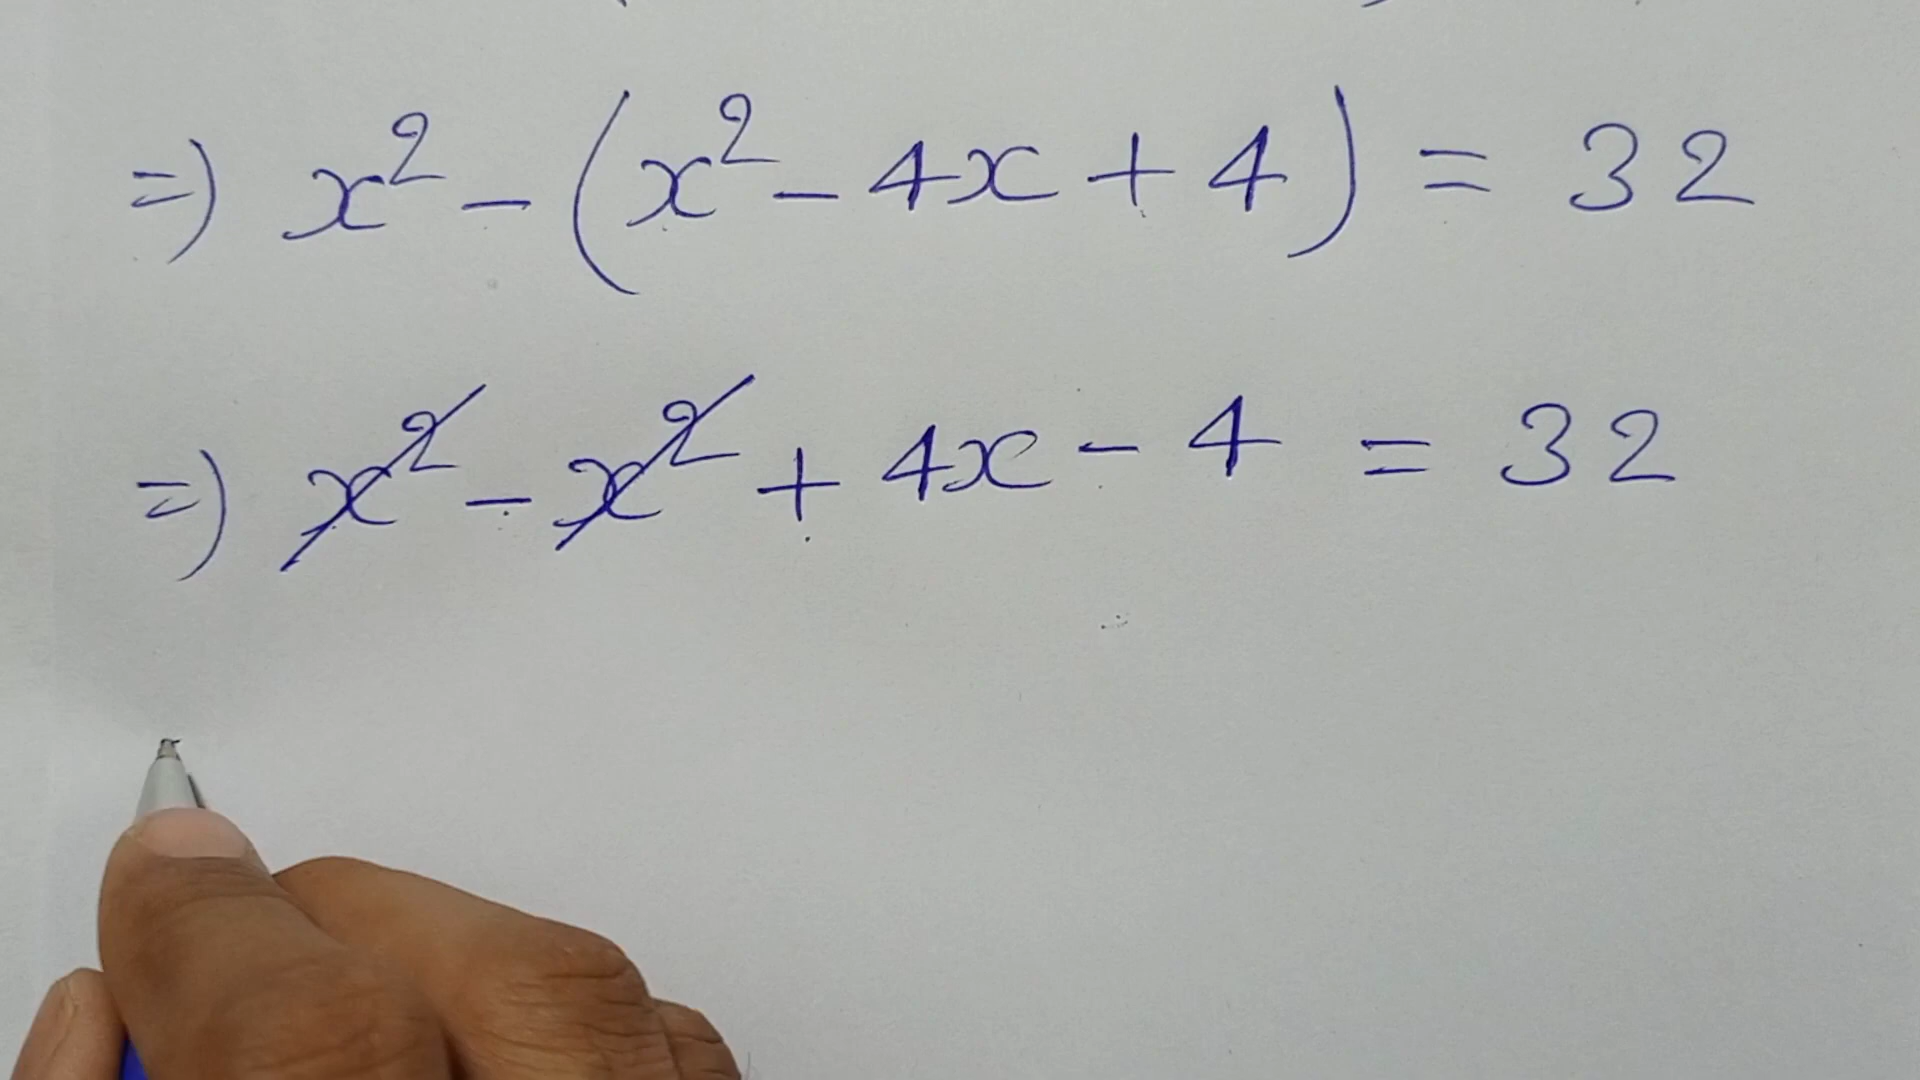 =) x² - (x² - 4x + 4) = 32
=) x² - x² + 4x - 4 = 32